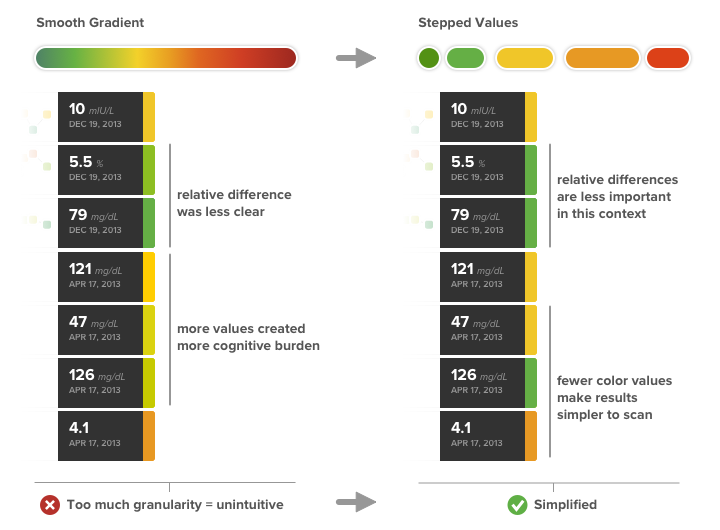 Smooth Gradient
Stepped Values
10 mIU/L
DEC 19, 2013
5.5 %
DEC 19, 2013
79 mg/dL
DEC 19, 2013
121 mg/dL
APR 17, 2013
47 mg/dL
APR 17, 2013
126 mg/dL
APR 17, 2013
4.1
APR 17, 2013
relative difference
was less clear
more values created
more cognitive burden
10 mIU/L
DEC 19, 2013
5.5 %
DEC 19, 2013
79 mg/dL
DEC 19, 2013
121 mg/dL
APR 17, 2013
47 mg/dL
APR 17, 2013
126 mg/dL
APR 17, 2013
4.1
APR 17, 2013
relative differences
are less important
in this context
fewer color values
make results
simpler to scan
Too much granularity = unintuitive
Simplified